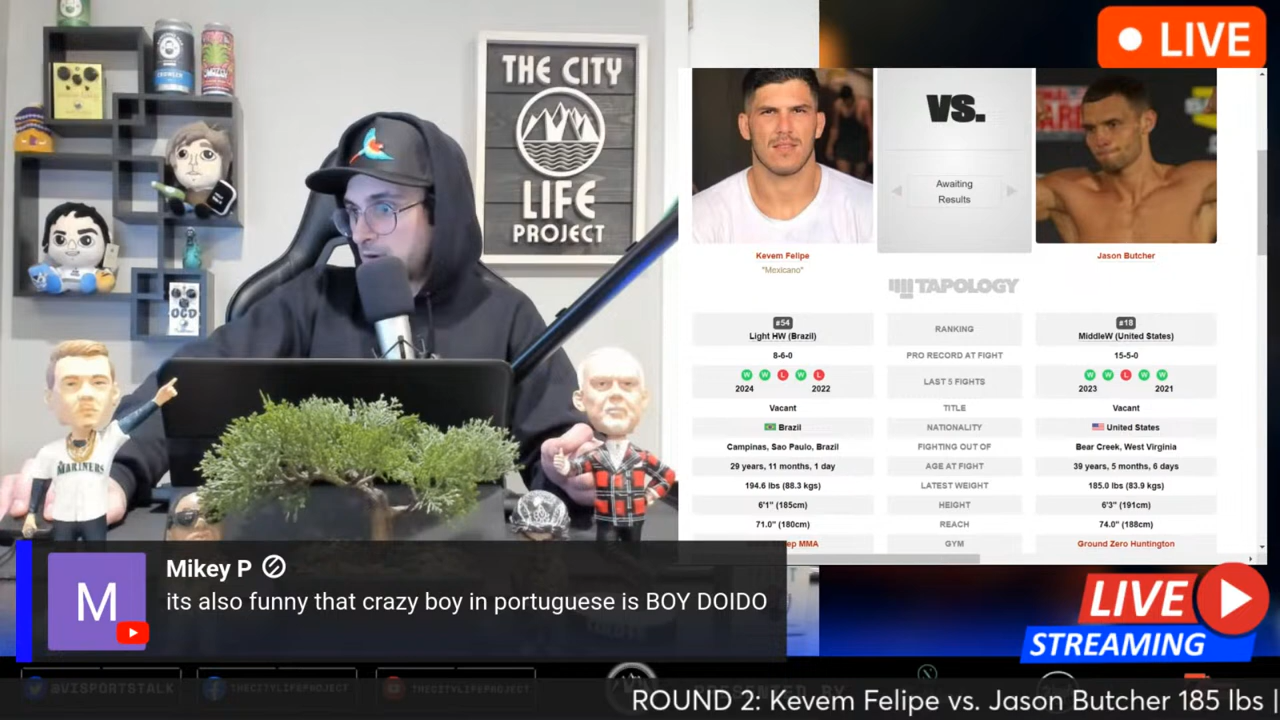 LIVE
THE CITY
LIFE
PROJECT
OCD
MARINERS
VS.
Awaiting
Results
Kevem Felipe
"Mexicano"
Jason Butcher
TAPOLOGY
#54
Light HW (Brazil)
RANKING
#18
MiddleW (United States)
8-6-0
PRO RECORD AT FIGHT
15-5-0
W W L W L
2024 2022
LAST 5 FIGHTS
W W L W W
2023 2021
Vacant
TITLE
Vacant
Brazil
NATIONALITY
United States
Campinas, Sao Paulo, Brazil
FIGHTING OUT OF
Bear Creek, West Virginia
29 years, 11 months, 1 day
AGE AT FIGHT
39 years, 5 months, 6 days
194.6 lbs (88.3 kgs)
LATEST WEIGHT
185.0 lbs (83.9 kgs)
6'1" (185cm)
HEIGHT
6'3" (191cm)
71.0" (180cm)
REACH
74.0" (188cm)
MMA
GYM
Ground Zero Huntington
M
Mikey P
its also funny that crazy boy in portuguese is BOY DOIDO
LIVE
STREAMING
@VISPORTSTALK
THECITYLIFEPROJECT
THECITYLIFEPROJECT
ROUND 2: Kevem Felipe vs. Jason Butcher 185 lbs |